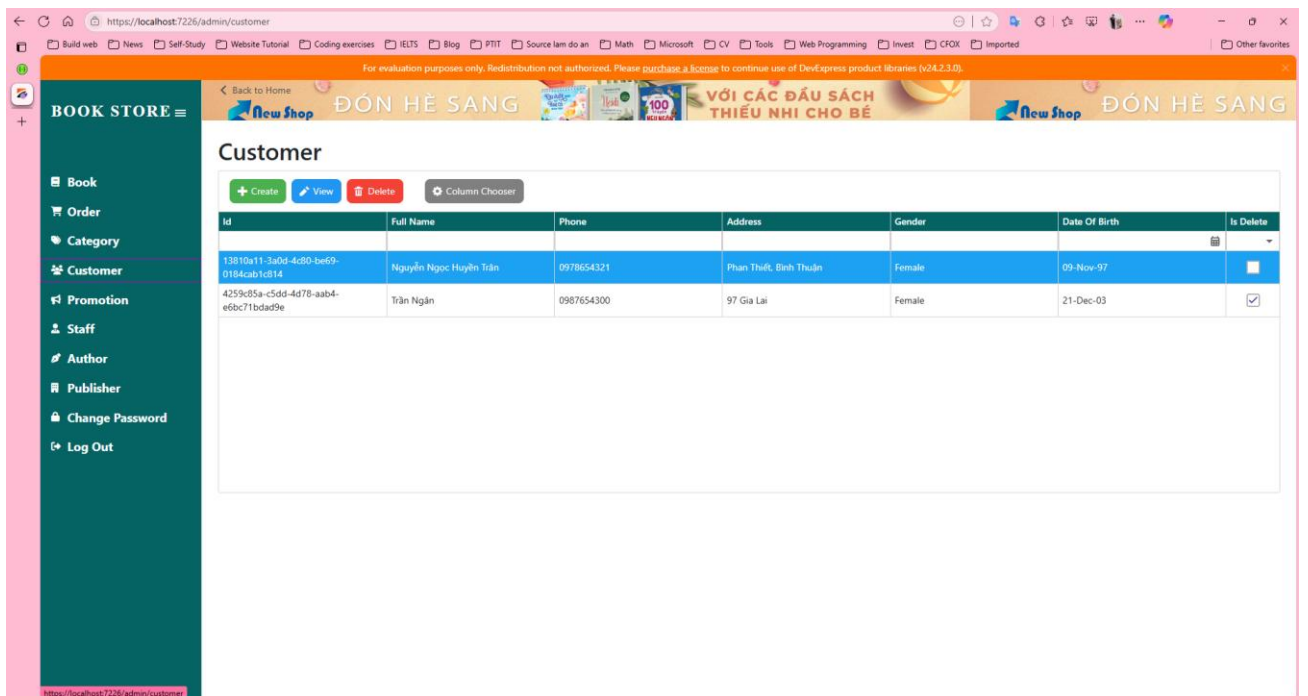 https://localhost:7226/admin/customer
Build web News Self-Study Website Tutorial Coding exercises IELTS Blog PTIT Source lam do an Math Microsoft CV Tools Web Programming Invest CFOX Imported Other favorites
For evaluation purposes only. Redistribution not authorized. Please purchase a license to continue use of DevExpress product libraries (v24.2.3.0).
BOOK STORE
Back to Home
New Shop ĐÓN HÈ SANG 100 VỚI CÁC ĐẦU SÁCH THIẾU NHI CHO BÉ New Shop ĐÓN HÈ SANG
Customer
Create View Delete Column Chooser
Id Full Name Phone Address Gender Date Of Birth Is Delete
13810a11-3a0d-4c80-be69-0184cab1c814 Nguyễn Ngọc Huyền Trân 0978654321 Phan Thiết, Bình Thuận Female 09-Nov-97
4259c85a-c5dd-4d78-aab4-e6bc71bdad9e Trần Ngân 0987654300 97 Gia Lai Female 21-Dec-03
Book
Order
Category
Customer
Promotion
Staff
Author
Publisher
Change Password
Log Out
https://localhost:7226/admin/customer